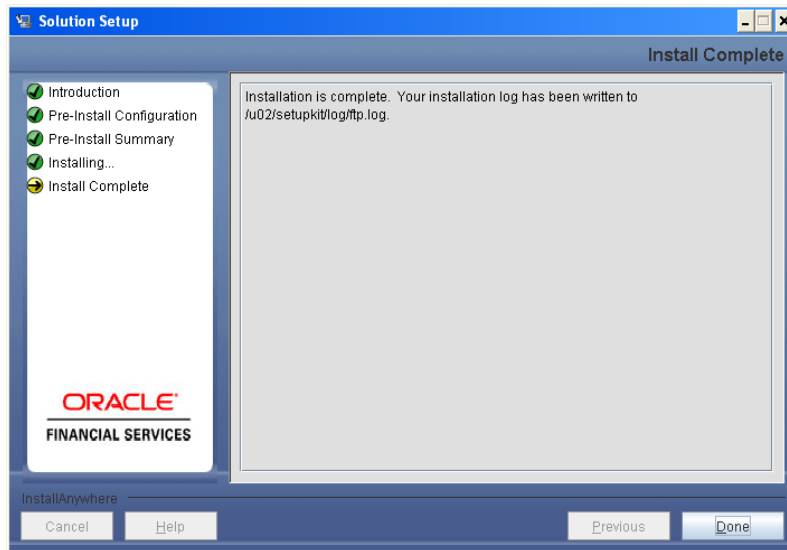 Solution Setup
Install Complete
Introduction
Pre-Install Configuration
Pre-Install Summary
Installing...
Install Complete
Installation is complete. Your installation log has been written to
/u02/setupkit/log/ftp.log.
ORACLE
FINANCIAL SERVICES
InstallAnywhere
Cancel
Help
Previous
Done